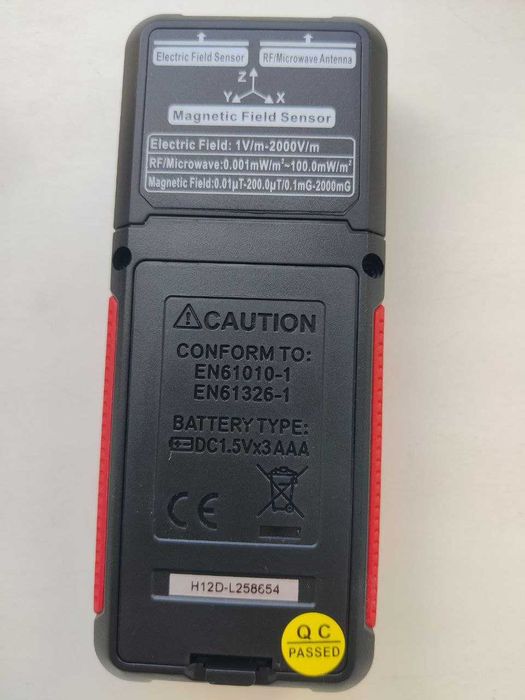 Electric Field Sensor
RF/Microwave Antenna
Z
Y X
Magnetic Field Sensor
Electric Field: 1V/m-2000V/m
RF/Microwave:0.001mW/m²~100.0mW/m²
Magnetic Field:0.01μT-200.0μT/0.1mG-2000mG
CAUTION
CONFORM TO:
EN61010-1
EN61326-1
BATTERY TYPE:
DC1.5Vx3AAA
CE
H12D-L258654
QC
PASSED